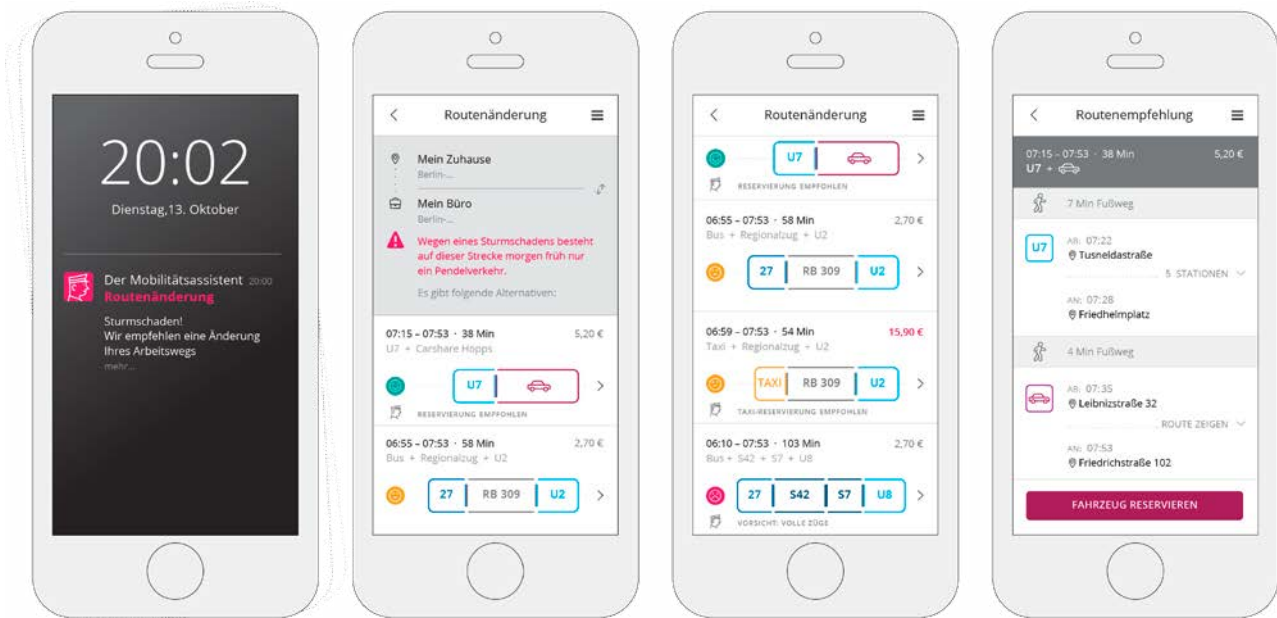 20:02
Dienstag,13. Oktober
Der Mobilitätsassistent 20:00
Routenänderung
Sturmschaden!
Wir empfehlen eine Änderung
Ihres Arbeitswegs
mehr...
Routenänderung
Mein Zuhause
Berlin-...
Mein Büro
Berlin-...
Wegen eines Sturmschadens besteht
auf dieser Strecke morgen früh nur
ein Pendelverkehr.
Es gibt folgende Alternativen:
07:15 – 07:53 · 38 Min 5,20 €
U7 + Carshare Hopps
U7
RESERVIERUNG EMPFOHLEN
06:55 – 07:53 · 58 Min 2,70 €
Bus + Regionalzug + U2
27 RB 309 U2
Routenänderung
U7
RESERVIERUNG EMPFOHLEN
06:55 – 07:53 · 58 Min 2,70 €
Bus + Regionalzug + U2
27 RB 309 U2
06:59 – 07:53 · 54 Min 15,90 €
Taxi + Regionalzug + U2
TAXI RB 309 U2
TAXI-RESERVIERUNG EMPFOHLEN
06:10 – 07:53 · 103 Min 2,70 €
Bus + S42 + S7 + U8
27 S42 S7 U8
VORSICHT: VOLLE ZÜGE
Routenempfehlung
07:15 – 07:53 · 38 Min 5,20 €
U7 +
7 Min Fußweg
U7
AB: 07:22
Tusneldastraße
5 STATIONEN
AN: 07:28
Friedhelmplatz
4 Min Fußweg
AB: 07:35
Leibnizstraße 32
ROUTE ZEIGEN
AN: 07:53
Friedrichstraße 102
FAHRZEUG RESERVIEREN